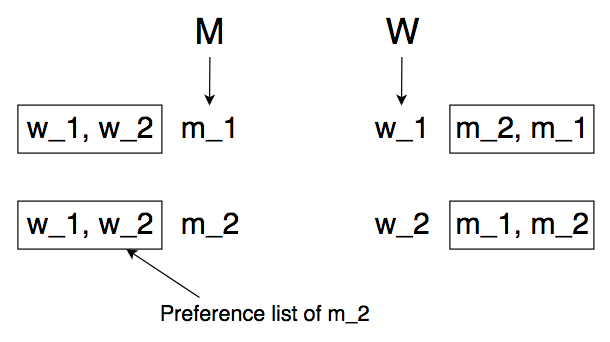 M W
w_1, w_2 m_1 w_1 m_2, m_1
w_1, w_2 m_2 w_2 m_1, m_2
Preference list of m_2